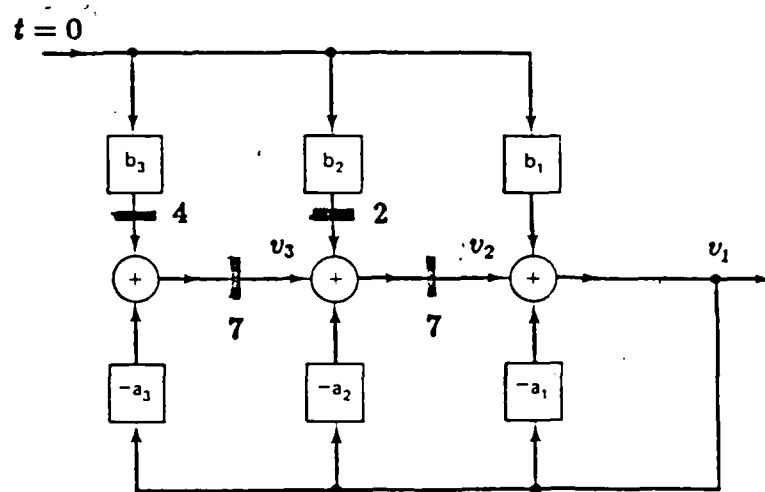 t = 0
b₃
b₂
b₁
4
2
v₃
v₂
v₁
+
+
+
7
7
−a₃
−a₂
−a₁